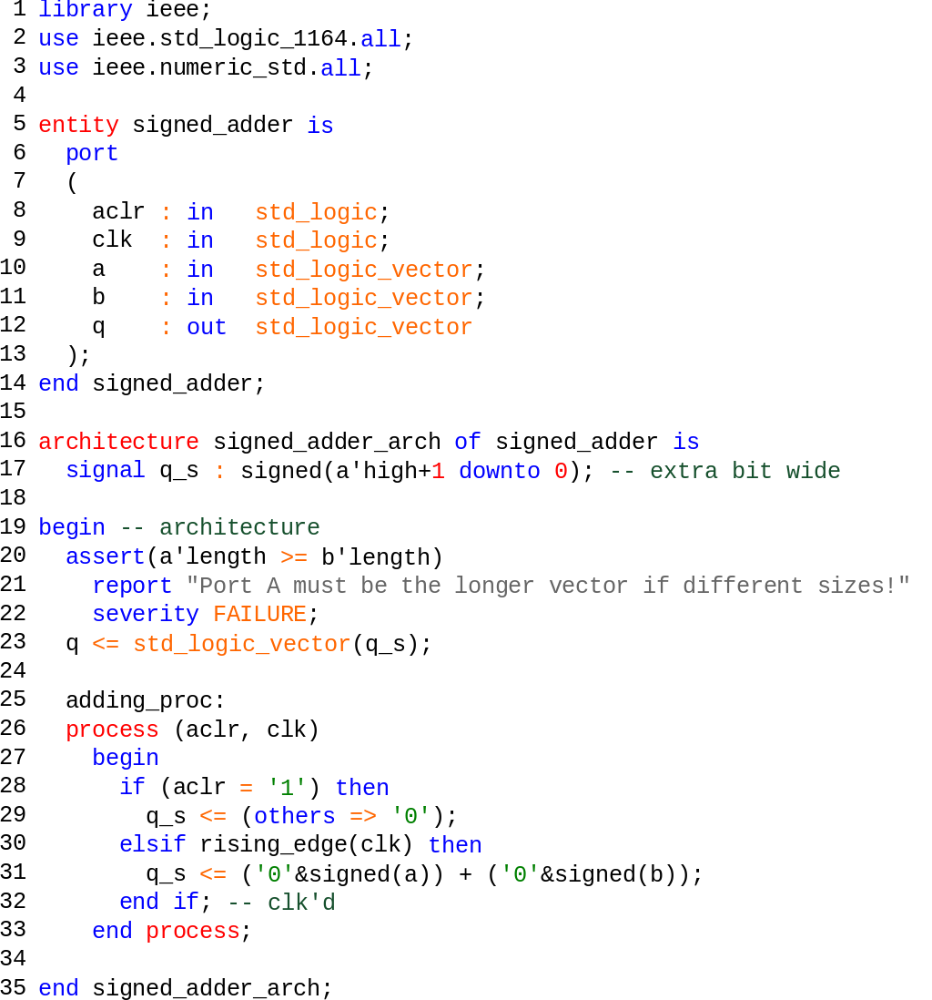 1 library ieee;
2 use ieee.std_logic_1164.all;
3 use ieee.numeric_std.all;
4
5 entity signed_adder is
6   port
7   (
8     aclr : in   std_logic;
9     clk  : in   std_logic;
10     a    : in   std_logic_vector;
11     b    : in   std_logic_vector;
12     q    : out  std_logic_vector
13   );
14 end signed_adder;
15
16 architecture signed_adder_arch of signed_adder is
17   signal q_s : signed(a'high+1 downto 0); -- extra bit wide
18
19 begin -- architecture
20   assert(a'length >= b'length)
21     report "Port A must be the longer vector if different sizes!"
22     severity FAILURE;
23   q <= std_logic_vector(q_s);
24
25   adding_proc:
26   process (aclr, clk)
27     begin
28       if (aclr = '1') then
29         q_s <= (others => '0');
30       elsif rising_edge(clk) then
31         q_s <= ('0'&signed(a)) + ('0'&signed(b));
32       end if; -- clk'd
33     end process;
34
35 end signed_adder_arch;